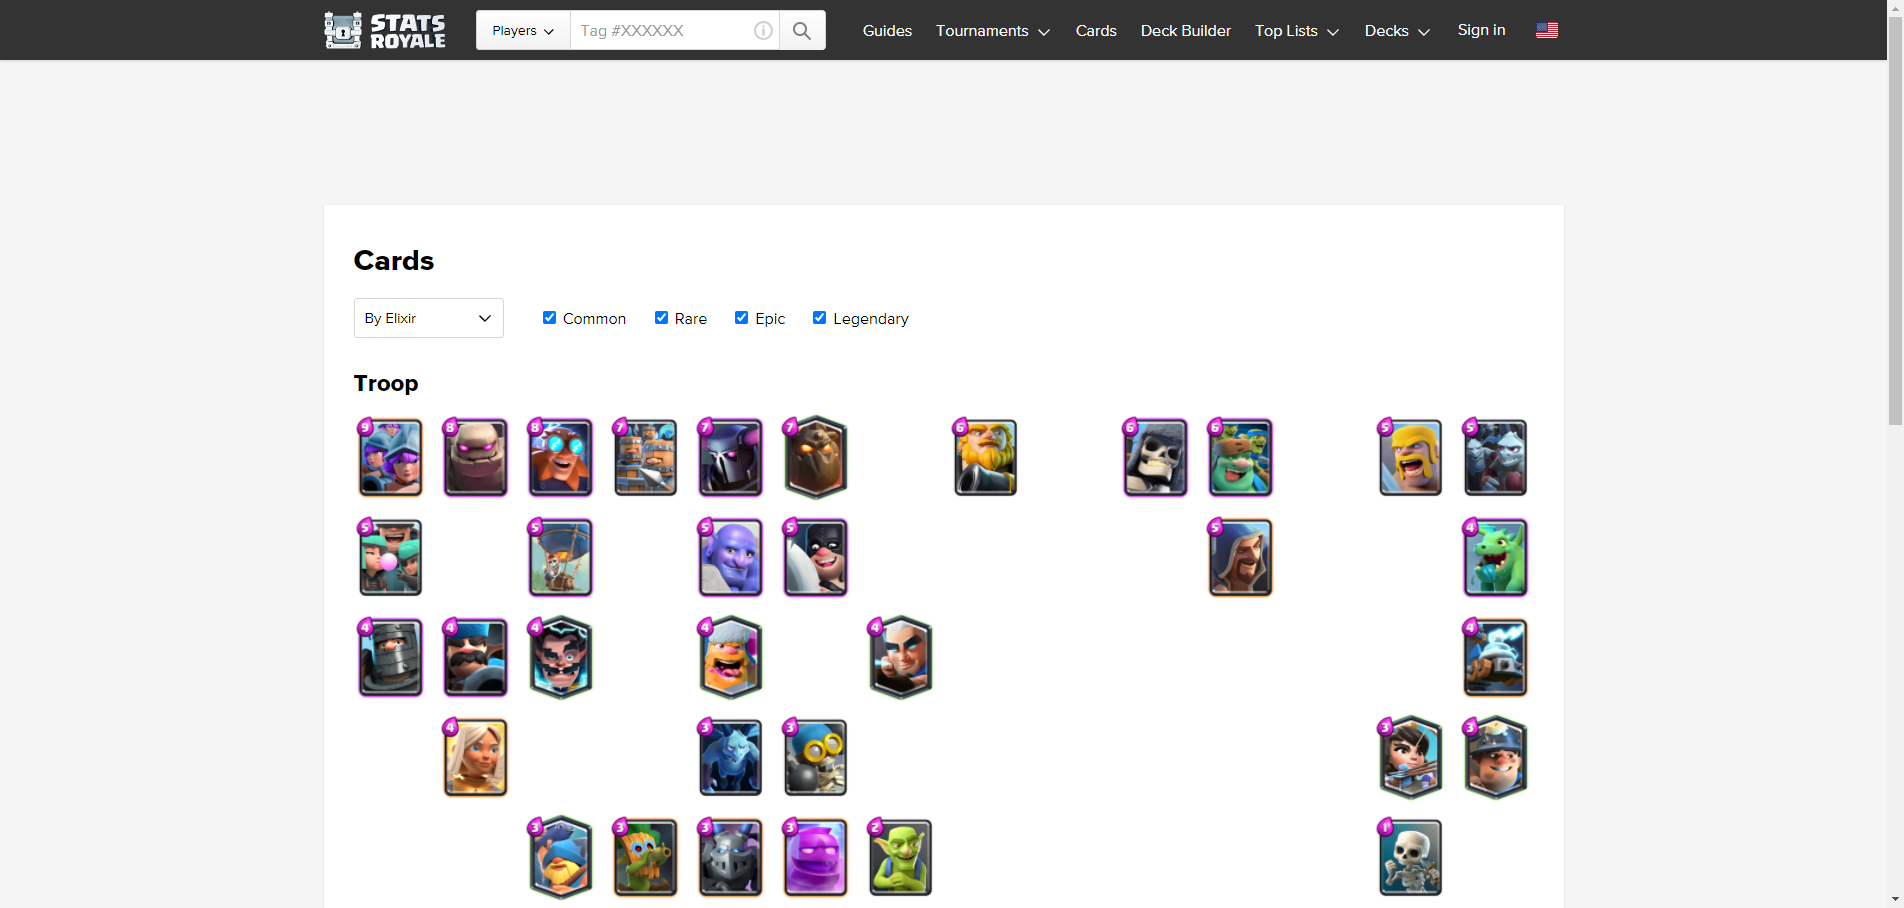 STATS ROYALE
Players
Tag #XXXXXX
Guides
Tournaments
Cards
Deck Builder
Top Lists
Decks
Sign in
Cards
By Elixir
Common
Rare
Epic
Legendary
Troop
9 8 8 7 7 7 6 6 6 5 5
5 5 5 5 5 4
4 4 4 4 4 4
4 3 3 3 3
3 3 3 3 2 1